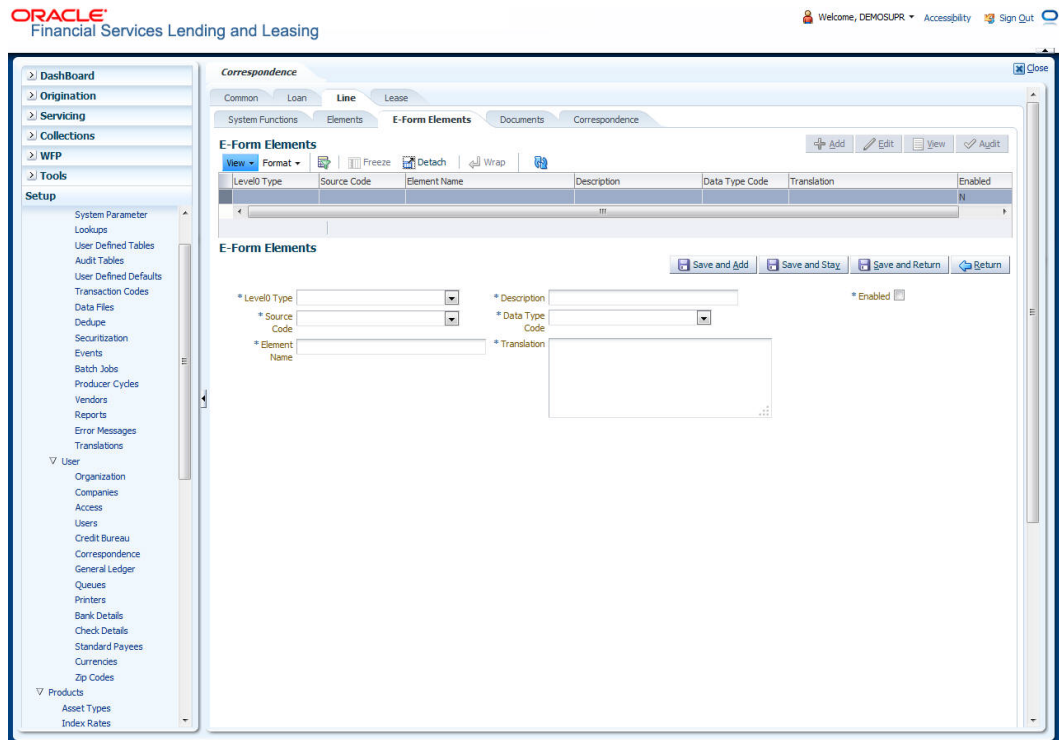 ORACLE®
Financial Services Lending and Leasing
Welcome, DEMOSUPR Accessibility Sign Out
Close
DashBoard
Origination
Servicing
Collections
WFP
Tools
Setup
System Parameter
Lookups
User Defined Tables
Audit Tables
User Defined Defaults
Transaction Codes
Data Files
Dedupe
Securitization
Events
Batch Jobs
Producer Cycles
Vendors
Reports
Error Messages
Translations
User
Organization
Companies
Access
Users
Credit Bureau
Correspondence
General Ledger
Queues
Printers
Bank Details
Check Details
Standard Payees
Currencies
Zip Codes
Products
Asset Types
Index Rates
Correspondence
Common Loan Line Lease
System Functions Elements E-Form Elements Documents Correspondence
E-Form Elements
Add Edit View Audit
View Format Freeze Detach Wrap
Level0 Type Source Code Element Name Description Data Type Code Translation Enabled
N
E-Form Elements
Save and Add Save and Stay Save and Return Return
* Level0 Type
* Source Code
* Element Name
* Description
* Data Type Code
* Translation
* Enabled